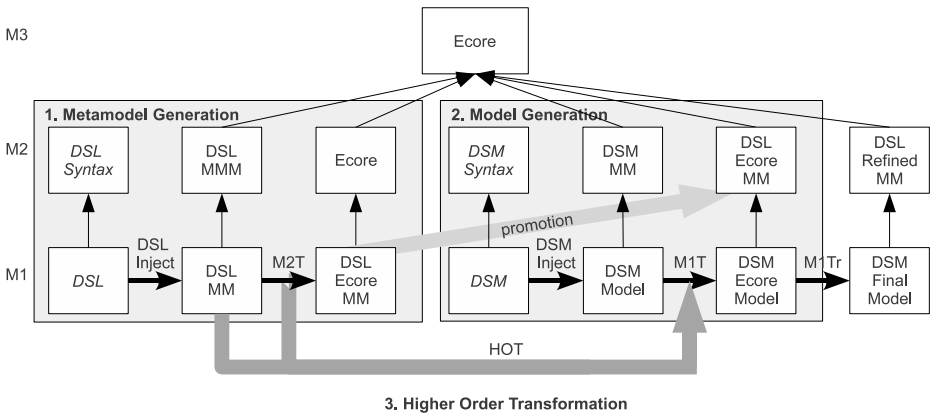 M3
Ecore
1. Metamodel Generation
2. Model Generation
M2
DSL
Syntax
DSL
MMM
Ecore
DSM
Syntax
DSM
MM
DSL
Ecore
MM
DSL
Refined
MM
promotion
M1
DSL
DSL
Inject
DSL
MM
M2T
DSL
Ecore
MM
DSM
DSM
Inject
DSM
Model
M1T
DSM
Ecore
Model
M1Tr
DSM
Final
Model
HOT
3. Higher Order Transformation